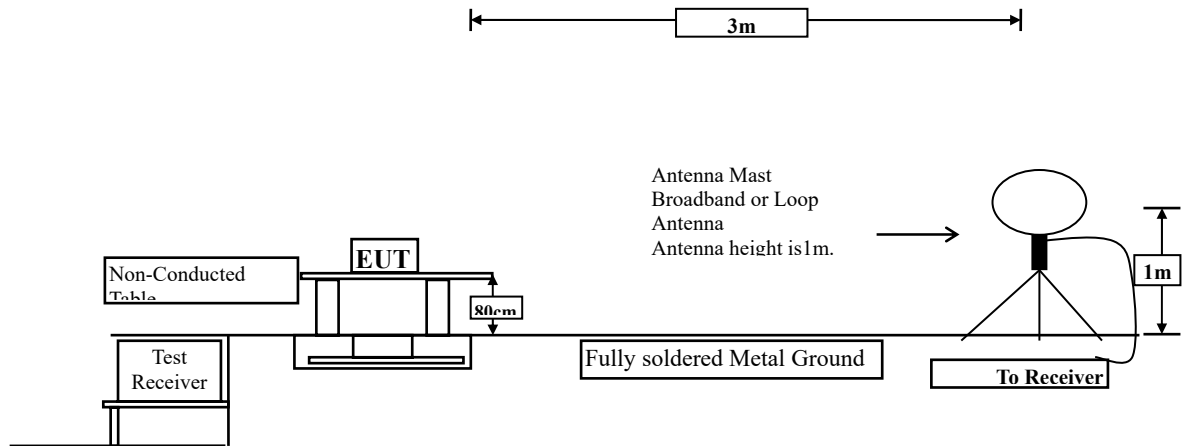 3m
Antenna Mast
Broadband or Loop
Antenna
Antenna height is1m.
EUT
Non-Conducted
Table
80cm
1m
Test
Receiver
Fully soldered Metal Ground
To Receiver